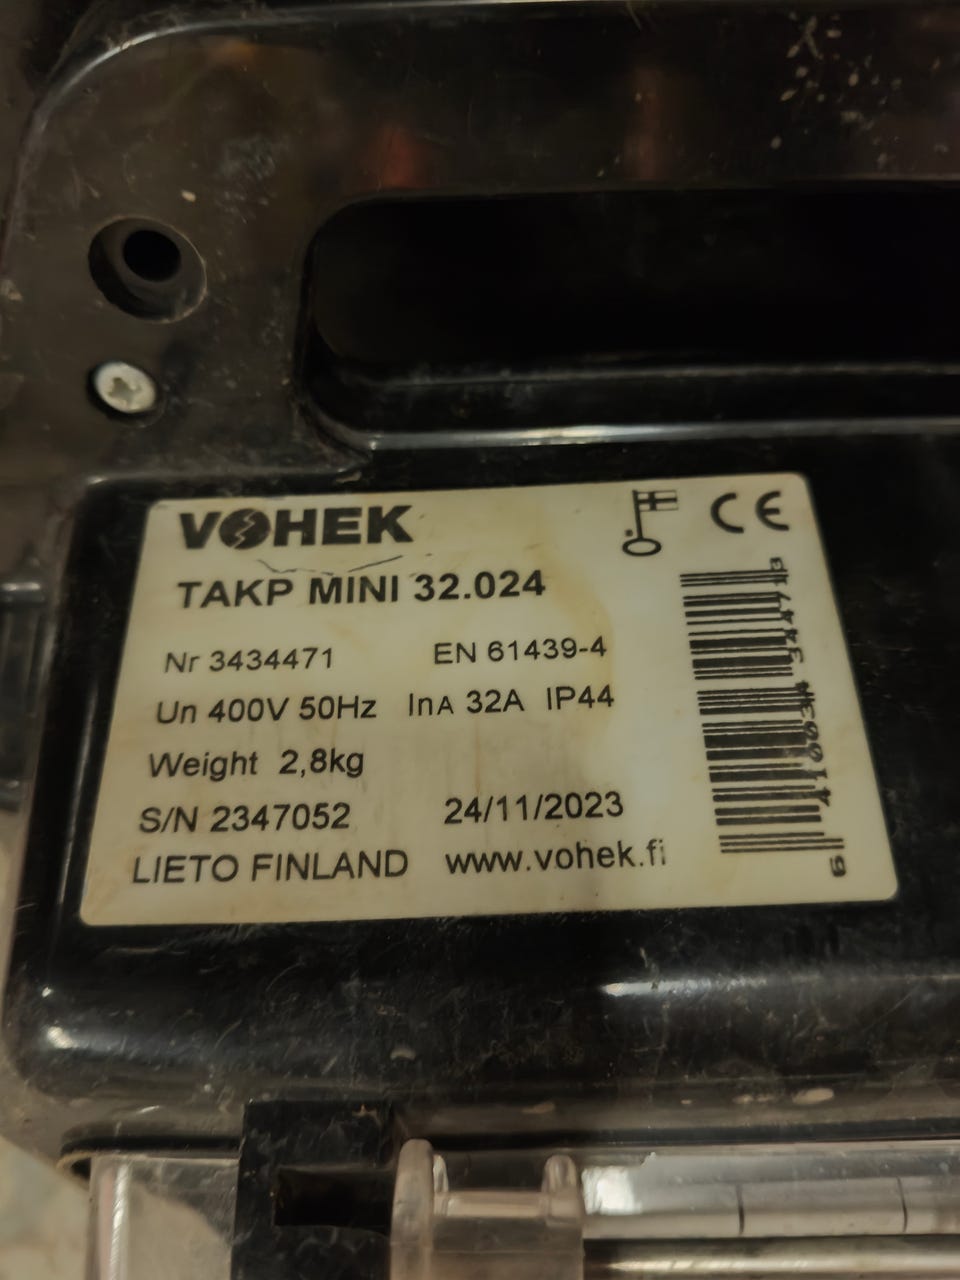 VOHEK
CE
TAKP MINI 32.024
Nr 3434471 EN 61439-4
Un 400V 50Hz InA 32A IP44
Weight 2,8kg
S/N 2347052 24/11/2023
LIETO FINLAND www.vohek.fi